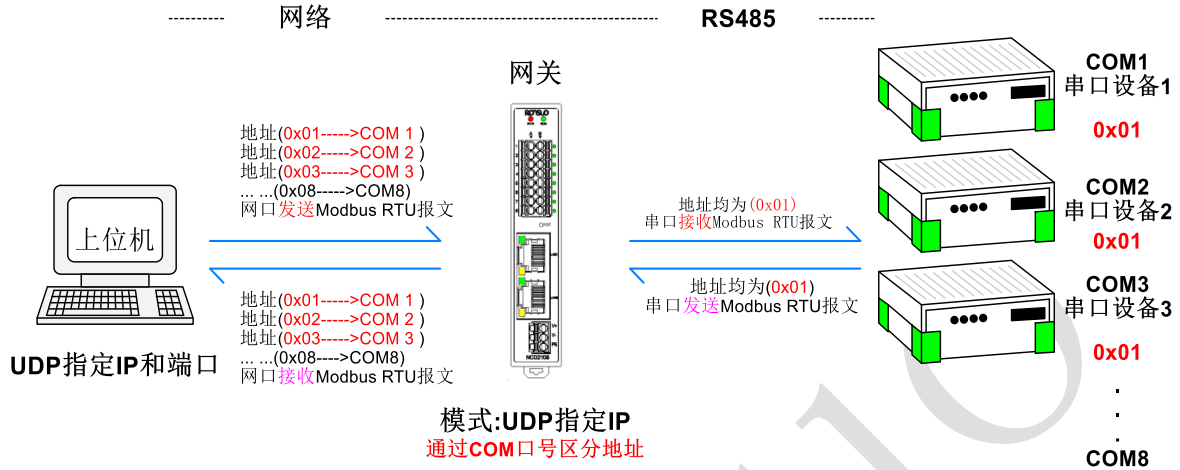 网络
RS485
网关
COM1
串口设备1
0x01
地址(0x01----->COM 1 )
地址(0x02----->COM 2 )
地址(0x03----->COM 3 )
... ...(0x08----->COM8)
网口发送Modbus RTU报文
COM2
串口设备2
0x01
地址均为(0x01)
串口接收Modbus RTU报文
上位机
地址均为(0x01)
串口发送Modbus RTU报文
COM3
串口设备3
0x01
地址(0x01----->COM 1 )
地址(0x02----->COM 2 )
地址(0x03----->COM 3 )
... ...(0x08---->COM8)
网口接收Modbus RTU报文
UDP指定IP和端口
NCO2108
模式:UDP指定IP
通过COM口号区分地址
COM8